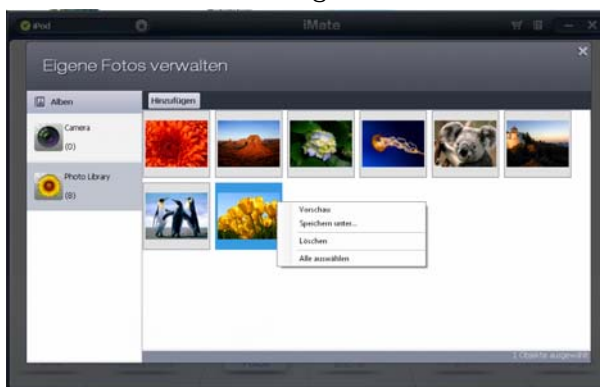 iPod
iMate
Eigene Fotos verwalten
Alben
Hinzufügen
Camera
(0)
Photo Library
(8)
Vorschau
Speichern unter...
Löschen
Alle auswählen
1 Objekte ausgewählt